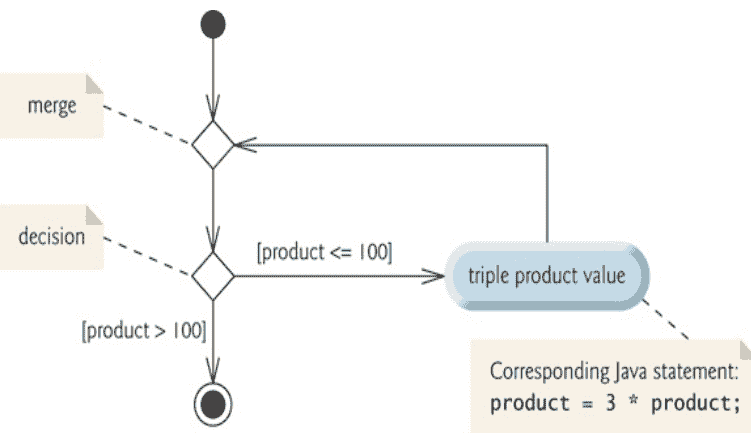 merge
decision
[product <= 100]
triple product value
[product > 100]
Corresponding Java statement:
product = 3 * product;